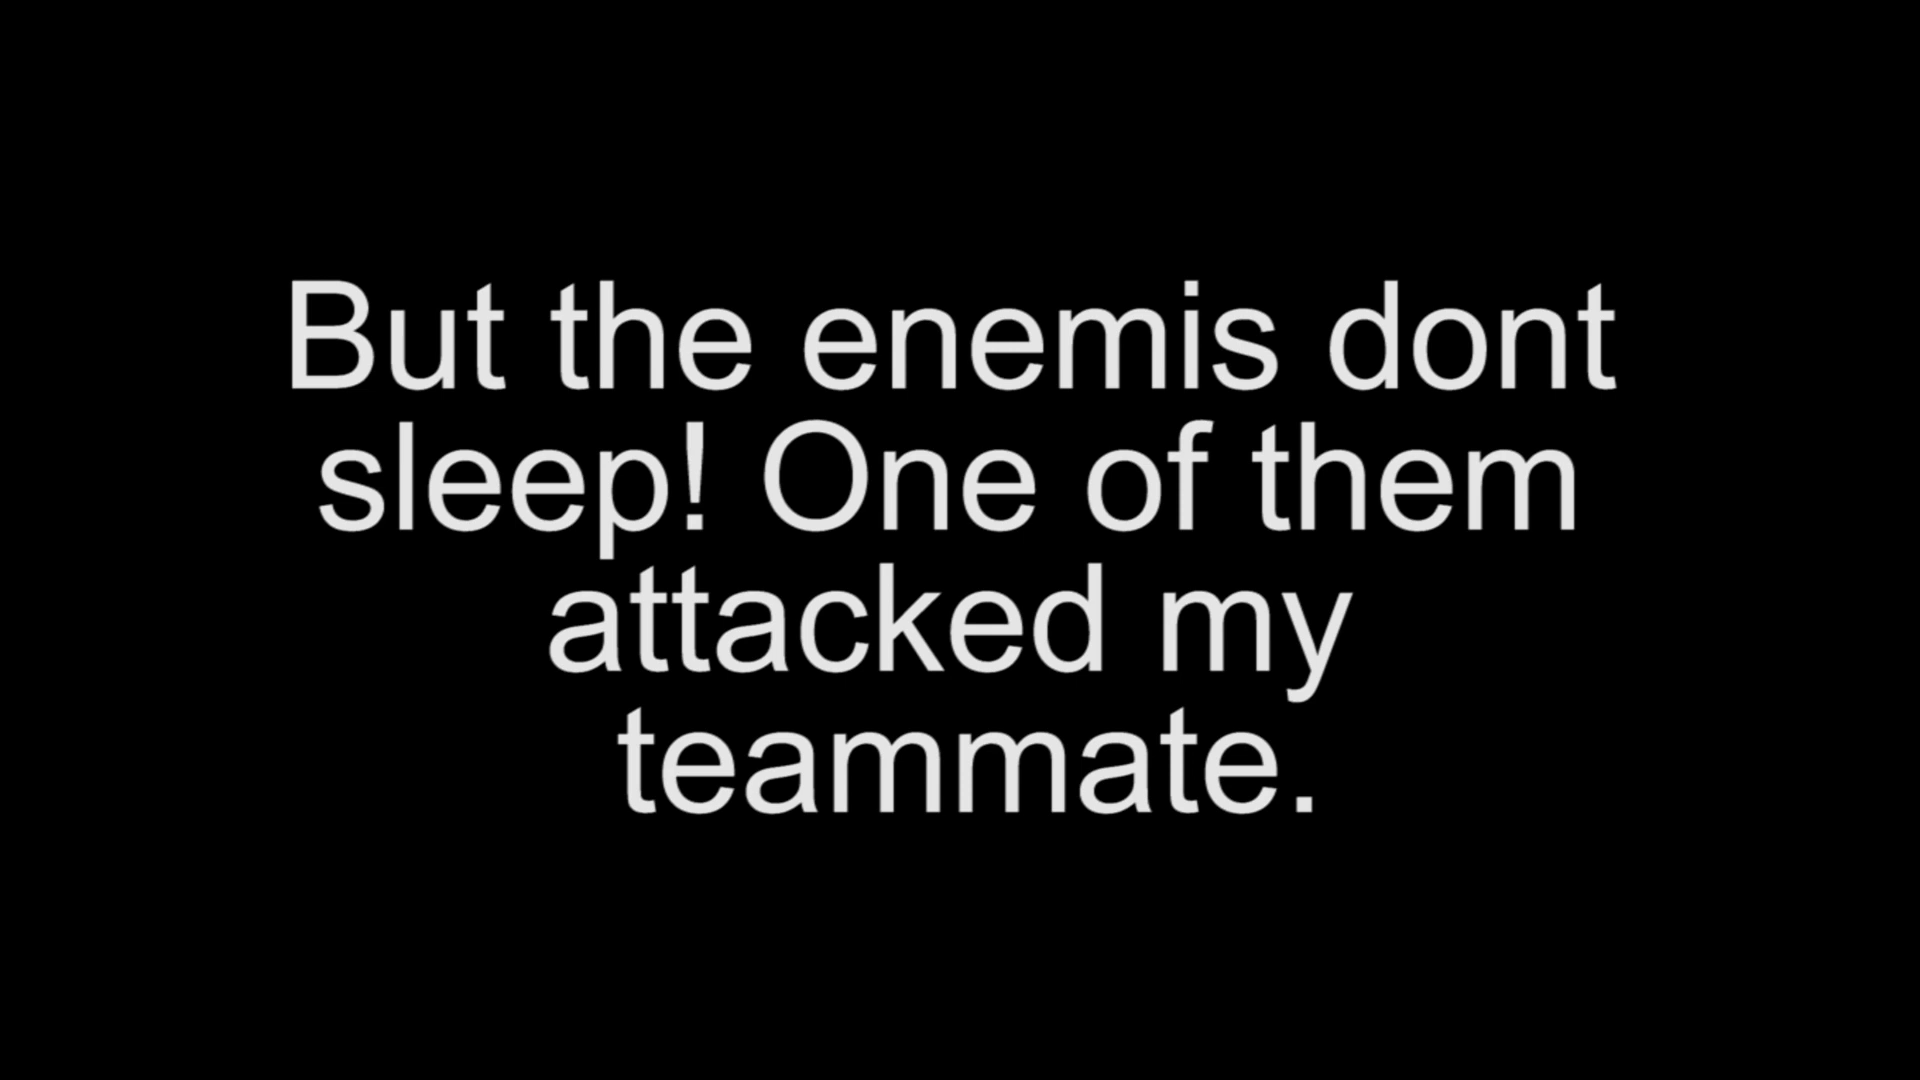 But the enemis dont
sleep! One of them
attacked my
teammate.